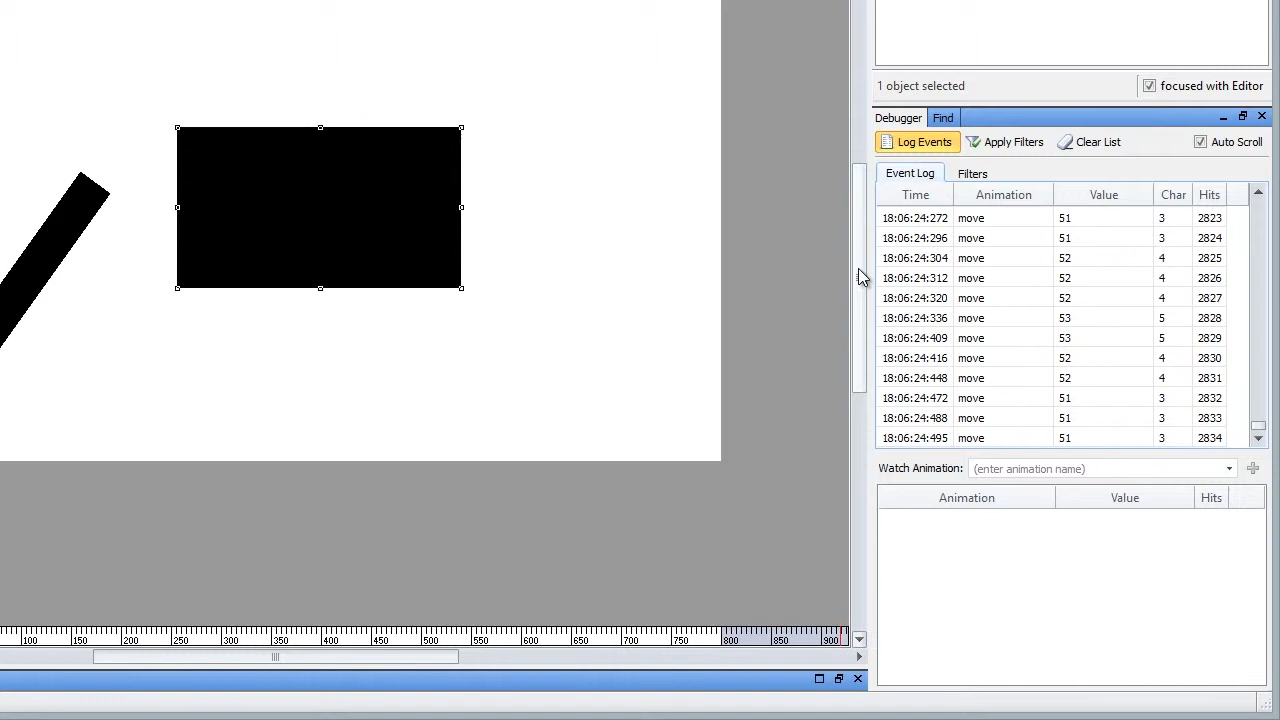 1 object selected
focused with Editor
Debugger Find
Log Events Apply Filters Clear List Auto Scroll
Event Log Filters
Time Animation Value Char Hits
18:06:24:272 move 51 3 2823
18:06:24:296 move 51 3 2824
18:06:24:304 move 52 4 2825
18:06:24:312 move 52 4 2826
18:06:24:320 move 52 4 2827
18:06:24:336 move 53 5 2828
18:06:24:409 move 53 5 2829
18:06:24:416 move 52 4 2830
18:06:24:448 move 52 4 2831
18:06:24:472 move 51 3 2832
18:06:24:488 move 51 3 2833
18:06:24:495 move 51 3 2834
Watch Animation: (enter animation name)
Animation Value Hits
100 150 200 250 300 350 400 450 500 550 600 650 700 750 800 850 900